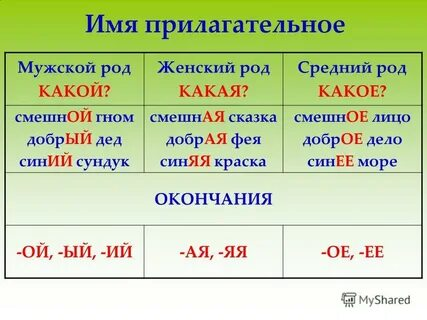 Имя прилагательное
Мужской род
КАКОЙ?
Женский род
КАКАЯ?
Средний род
КАКОЕ?
смешнОЙ гном
добрЫЙ дед
синИЙ сундук
смешнАЯ сказка
добрАЯ фея
синЯЯ краска
смешнОЕ лицо
добрОЕ дело
синЕЕ море
ОКОНЧАНИЯ
-ОЙ, -ЫЙ, -ИЙ
-АЯ, -ЯЯ
-ОЕ, -ЕЕ
MyShared